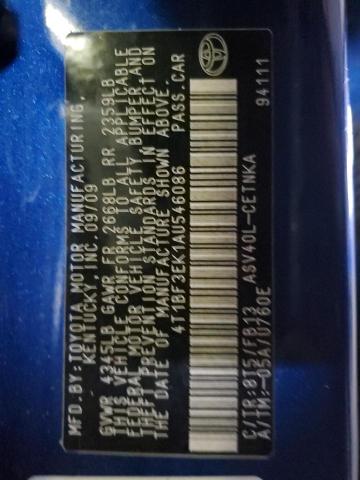 MFD.BY:TOYOTA MOTOR MANUFACTURING,
KENTUCKY, INC.09/09
GVWR 4345LB GAWR FR 2668LB RR 2359LB
THIS VEHICLE CONFORMS TO ALL APPLICABLE
FEDERAL MOTOR VEHICLE SAFETY, BUMPER AND
THEFT PREVENTION STANDARDS IN EFFECT ON
THE DATE OF MANUFACTURE SHOWN ABOVE.
4T1BF3EK1AU546086 PASS.CAR
C/TR:8T5/FB13 ASV40L-CETNKA
A/TM:-05A/U760E 94111